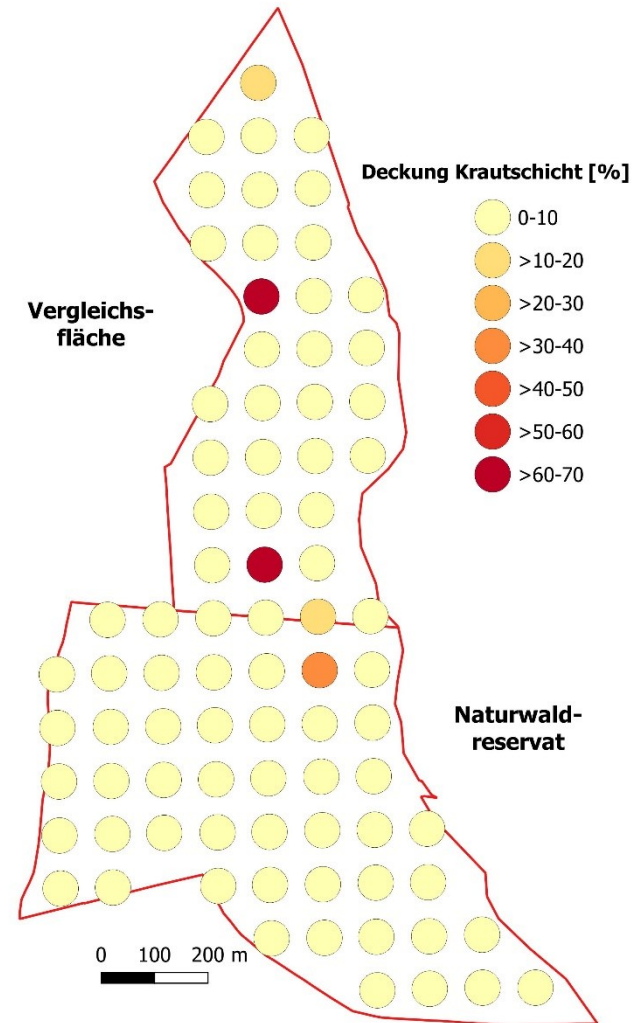 Deckung Krautschicht [%]
0-10
>10-20
>20-30
>30-40
>40-50
>50-60
>60-70
Vergleichs-
fläche
Naturwald-
reservat
0 100 200 m